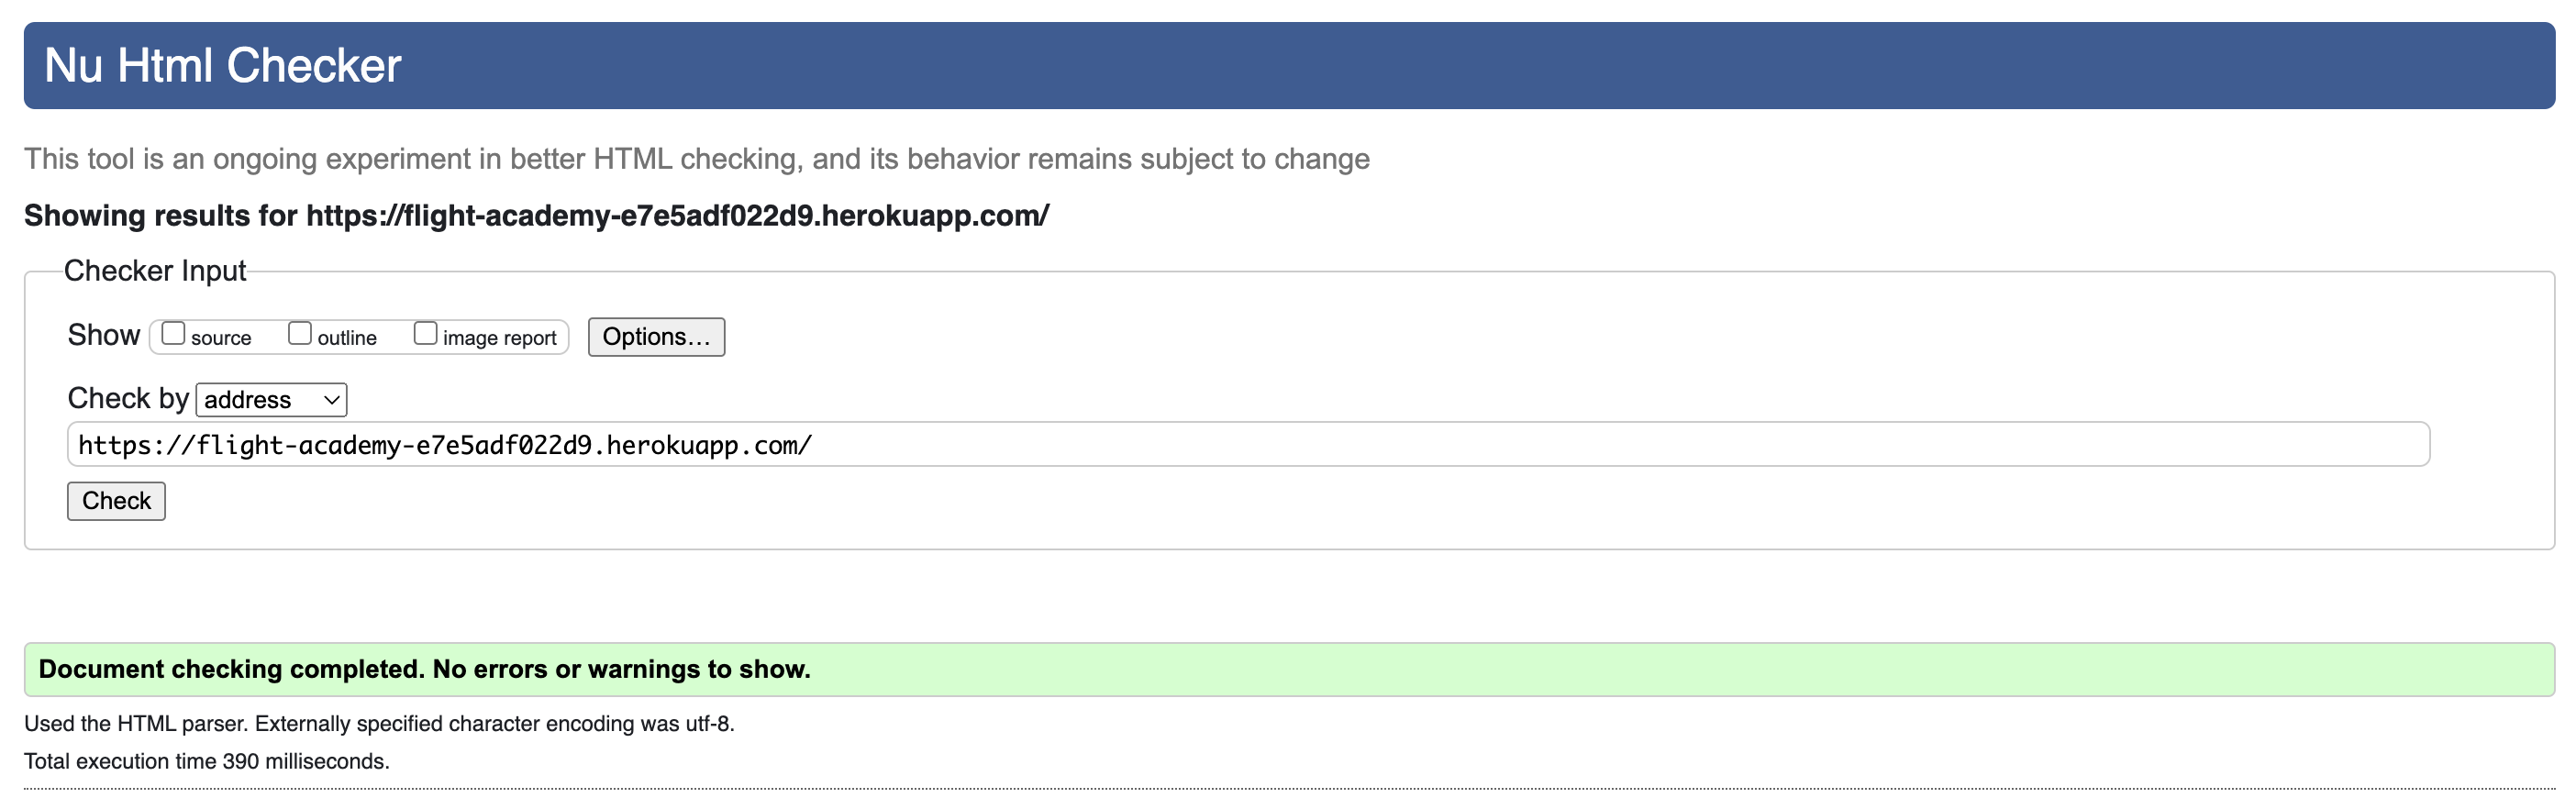 Nu Html Checker
This tool is an ongoing experiment in better HTML checking, and its behavior remains subject to change
Showing results for https://flight-academy-e7e5adf022d9.herokuapp.com/
Checker Input
Show source outline image report Options...
Check by address
https://flight-academy-e7e5adf022d9.herokuapp.com/
Check
Document checking completed. No errors or warnings to show.
Used the HTML parser. Externally specified character encoding was utf-8.
Total execution time 390 milliseconds.